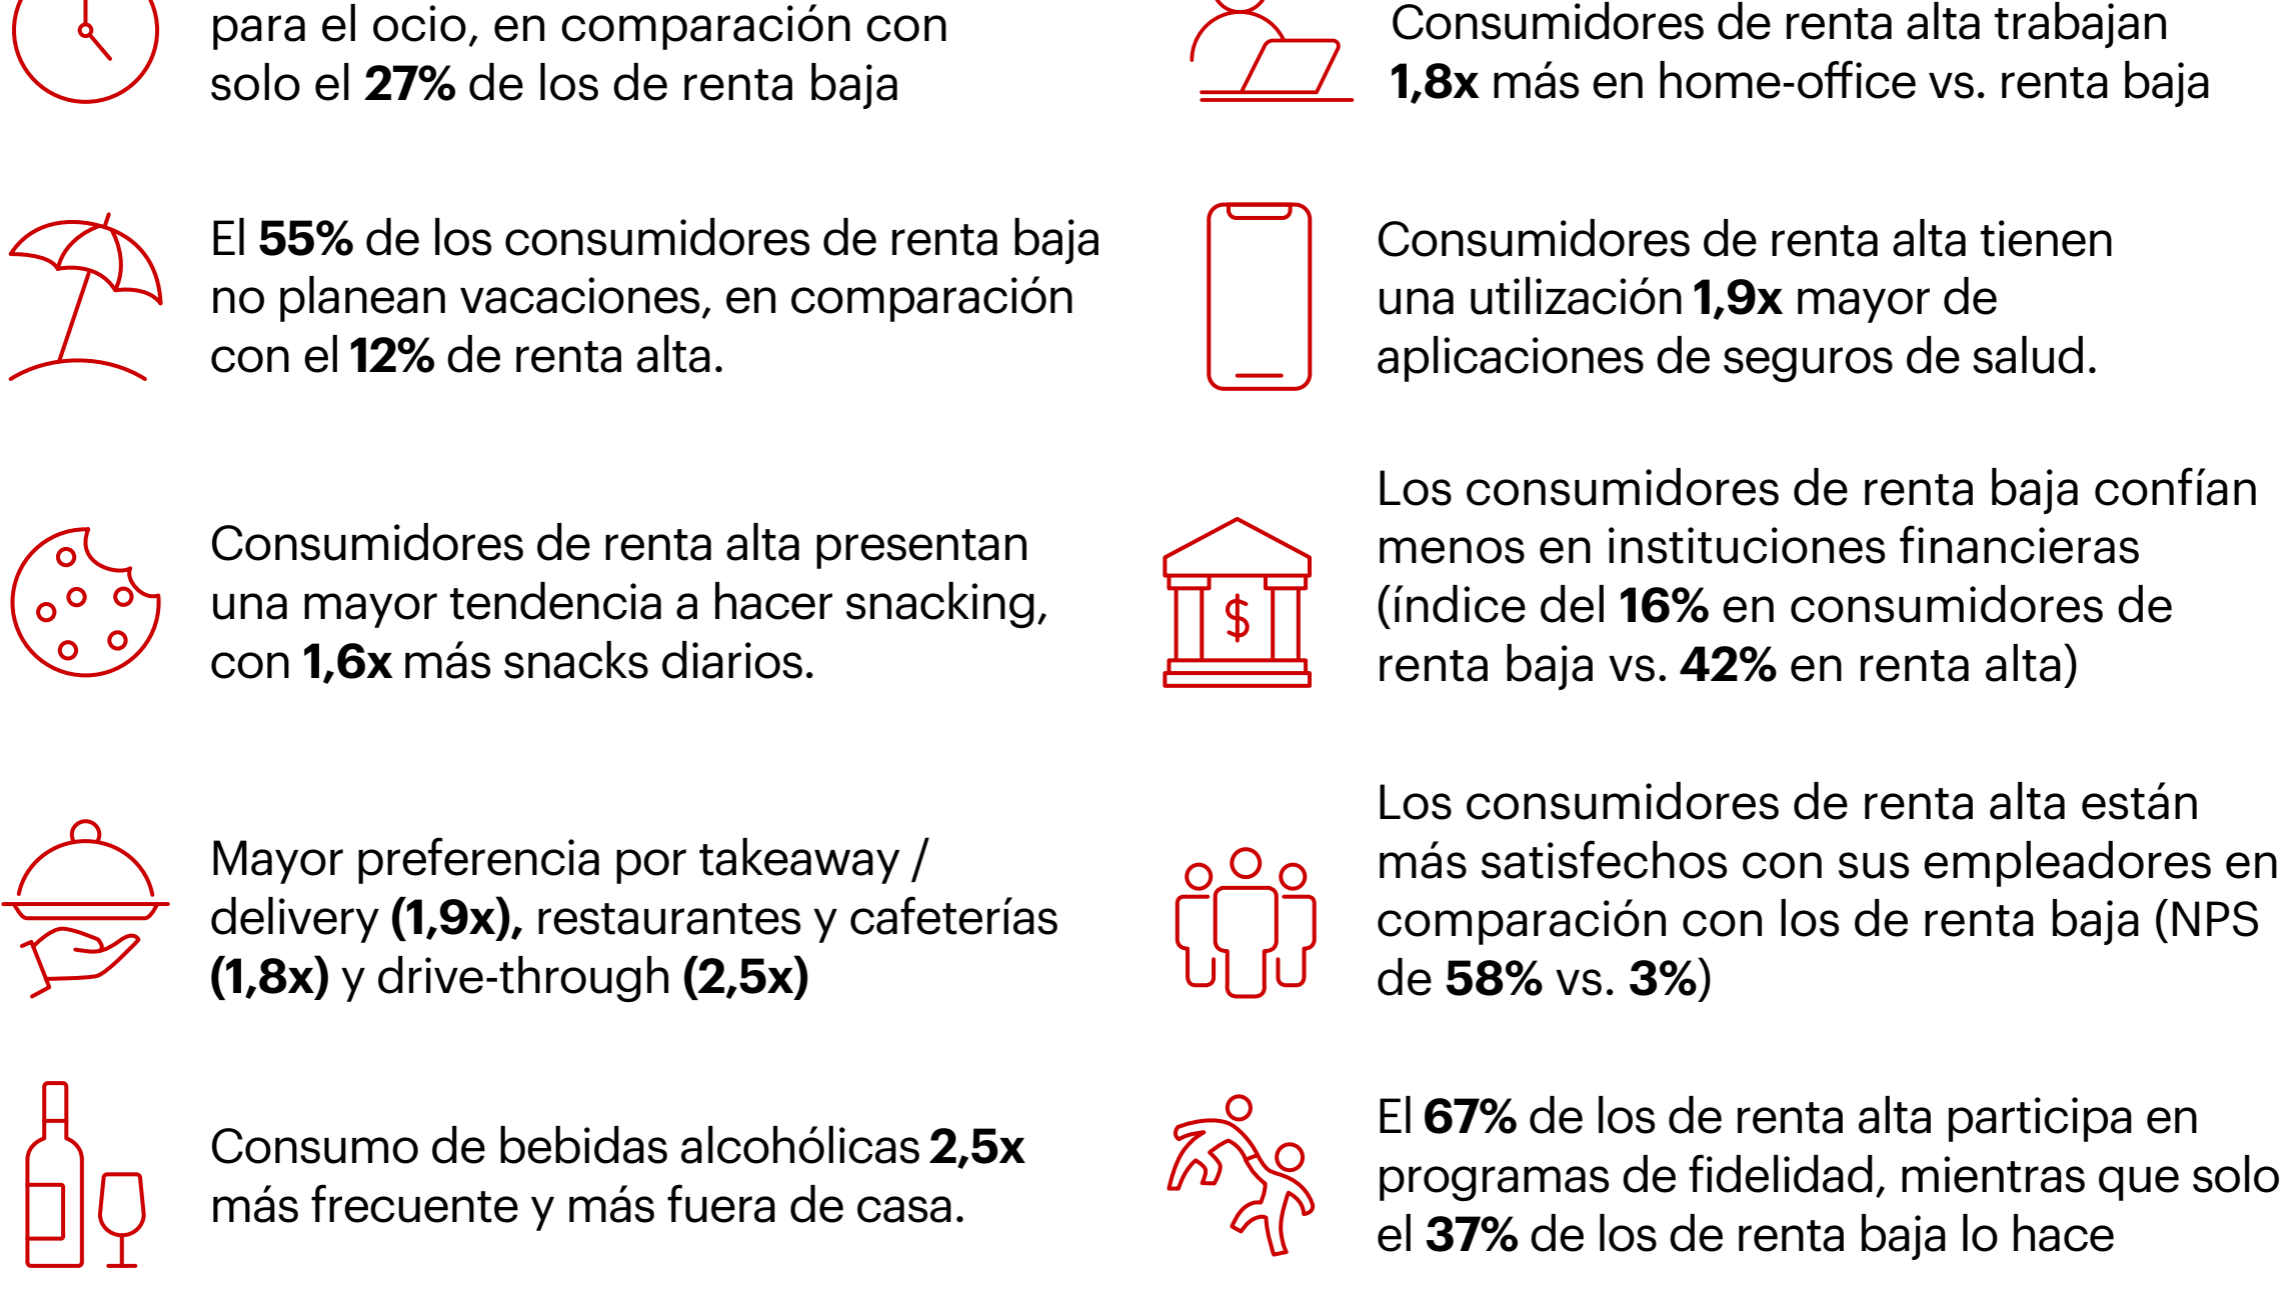 para el ocio, en comparación con
solo el 27% de los de renta baja
El 55% de los consumidores de renta baja
no planean vacaciones, en comparación
con el 12% de renta alta.
Consumidores de renta alta presentan
una mayor tendencia a hacer snacking,
con 1,6x más snacks diarios.
Mayor preferencia por takeaway /
delivery (1,9x), restaurantes y cafeterías
(1,8x) y drive-through (2,5x)
Consumo de bebidas alcohólicas 2,5x
más frecuente y más fuera de casa.
Consumidores de renta alta trabajan
1,8x más en home-office vs. renta baja
Consumidores de renta alta tienen
una utilización 1,9x mayor de
aplicaciones de seguros de salud.
Los consumidores de renta baja confían
menos en instituciones financieras
(índice del 16% en consumidores de
renta baja vs. 42% en renta alta)
$
Los consumidores de renta alta están
más satisfechos con sus empleadores en
comparación con los de renta baja (NPS
de 58% vs. 3%)
El 67% de los de renta alta participa en
programas de fidelidad, mientras que solo
el 37% de los de renta baja lo hace